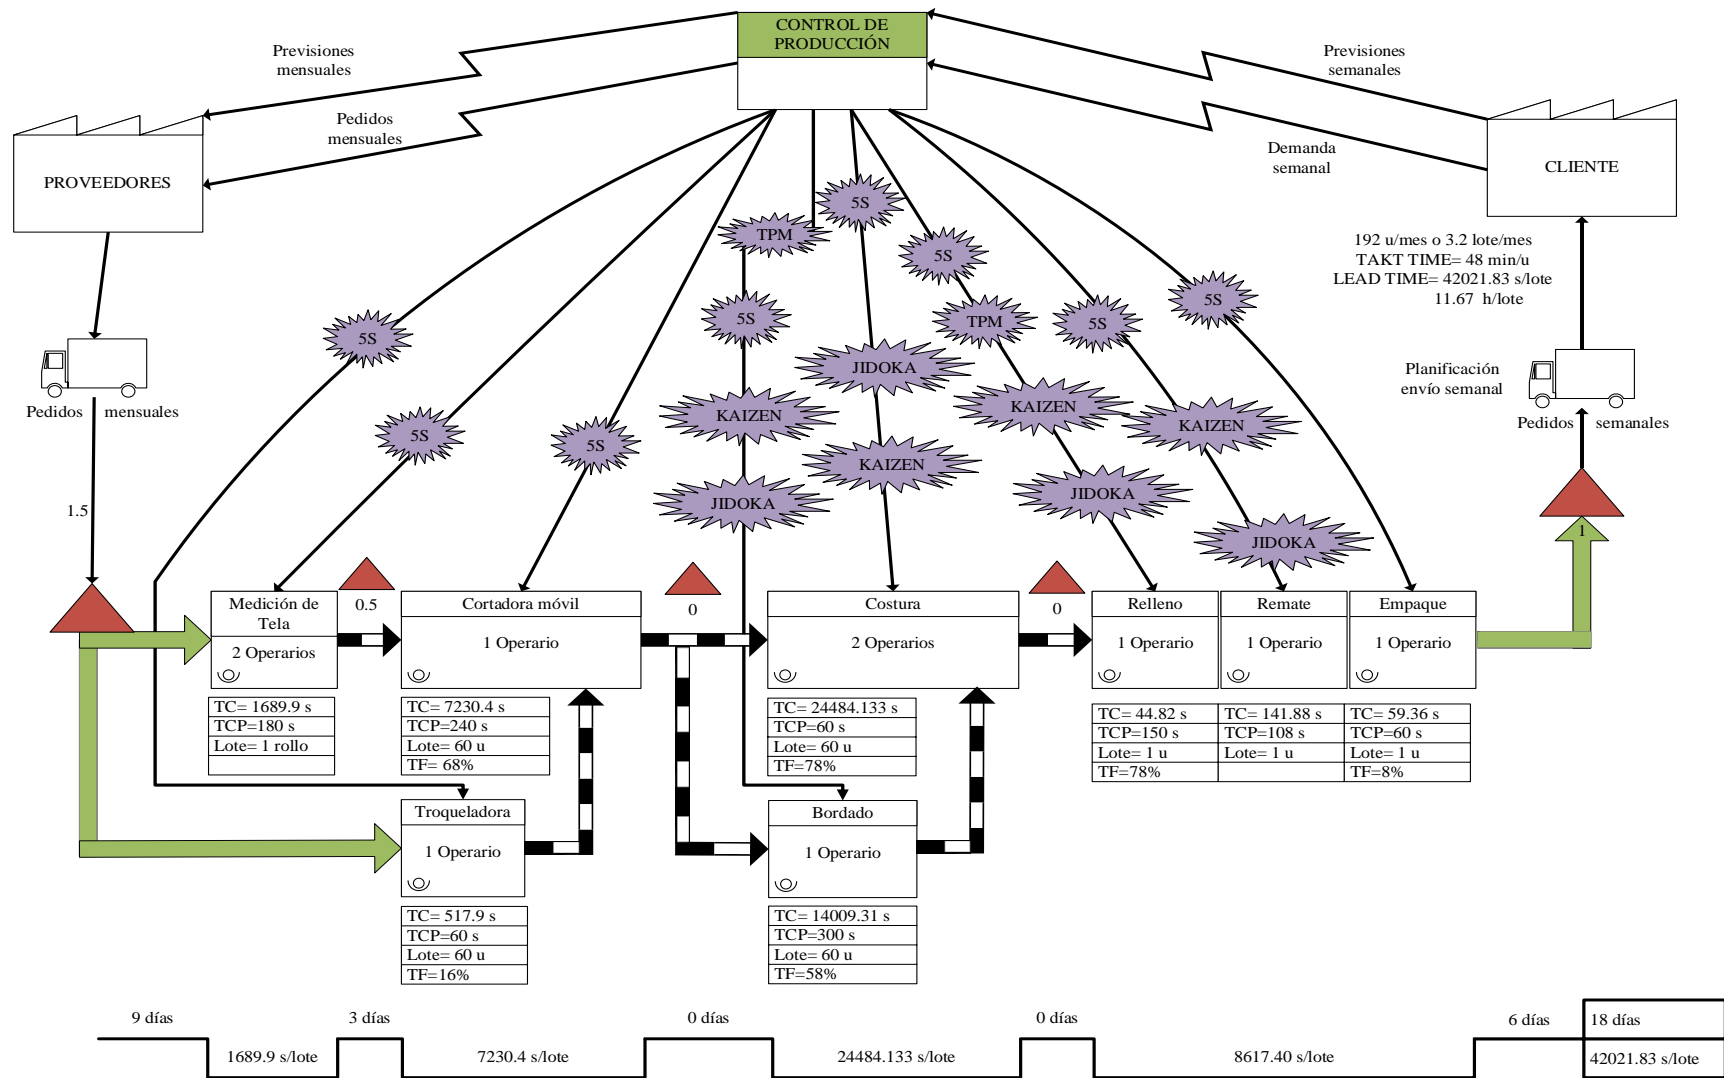 CONTROL DE
PRODUCCIÓN
Previsiones
mensuales
Pedidos
mensuales
Previsiones
semanales
Demanda
semanal
PROVEEDORES
CLIENTE
192 u/mes o 3.2 lote/mes
TAKT TIME= 48 min/u
LEAD TIME= 42021.83 s/lote
11.67 h/lote
Planificación
envío semanal
Pedidos semanales
Pedidos mensuales
1.5
5S
TPM
5S
5S
5S
5S
TPM
5S
5S
JIDOKA
KAIZEN
KAIZEN
KAIZEN
5S
5S
KAIZEN
JIDOKA
JIDOKA
JIDOKA
1
0.5
0
0
Medición de
Tela
2 Operarios
TC= 1689.9 s
TCP=180 s
Lote= 1 rollo
Cortadora móvil
1 Operario
TC= 7230.4 s
TCP=240 s
Lote= 60 u
TF= 68%
Costura
2 Operarios
TC= 24484.133 s
TCP=60 s
Lote= 60 u
TF=78%
Relleno
1 Operario
TC= 44.82 s
TCP=150 s
Lote= 1 u
TF=78%
Remate
1 Operario
TC= 141.88 s
TCP=108 s
Lote= 1 u
Empaque
1 Operario
TC= 59.36 s
TCP=60 s
Lote= 1 u
TF=8%
Troqueladora
1 Operario
TC= 517.9 s
TCP=60 s
Lote= 60 u
TF=16%
Bordado
1 Operario
TC= 14009.31 s
TCP=300 s
Lote= 60 u
TF=58%
9 días
3 días
0 días
0 días
6 días
18 días
1689.9 s/lote
7230.4 s/lote
24484.133 s/lote
8617.40 s/lote
42021.83 s/lote